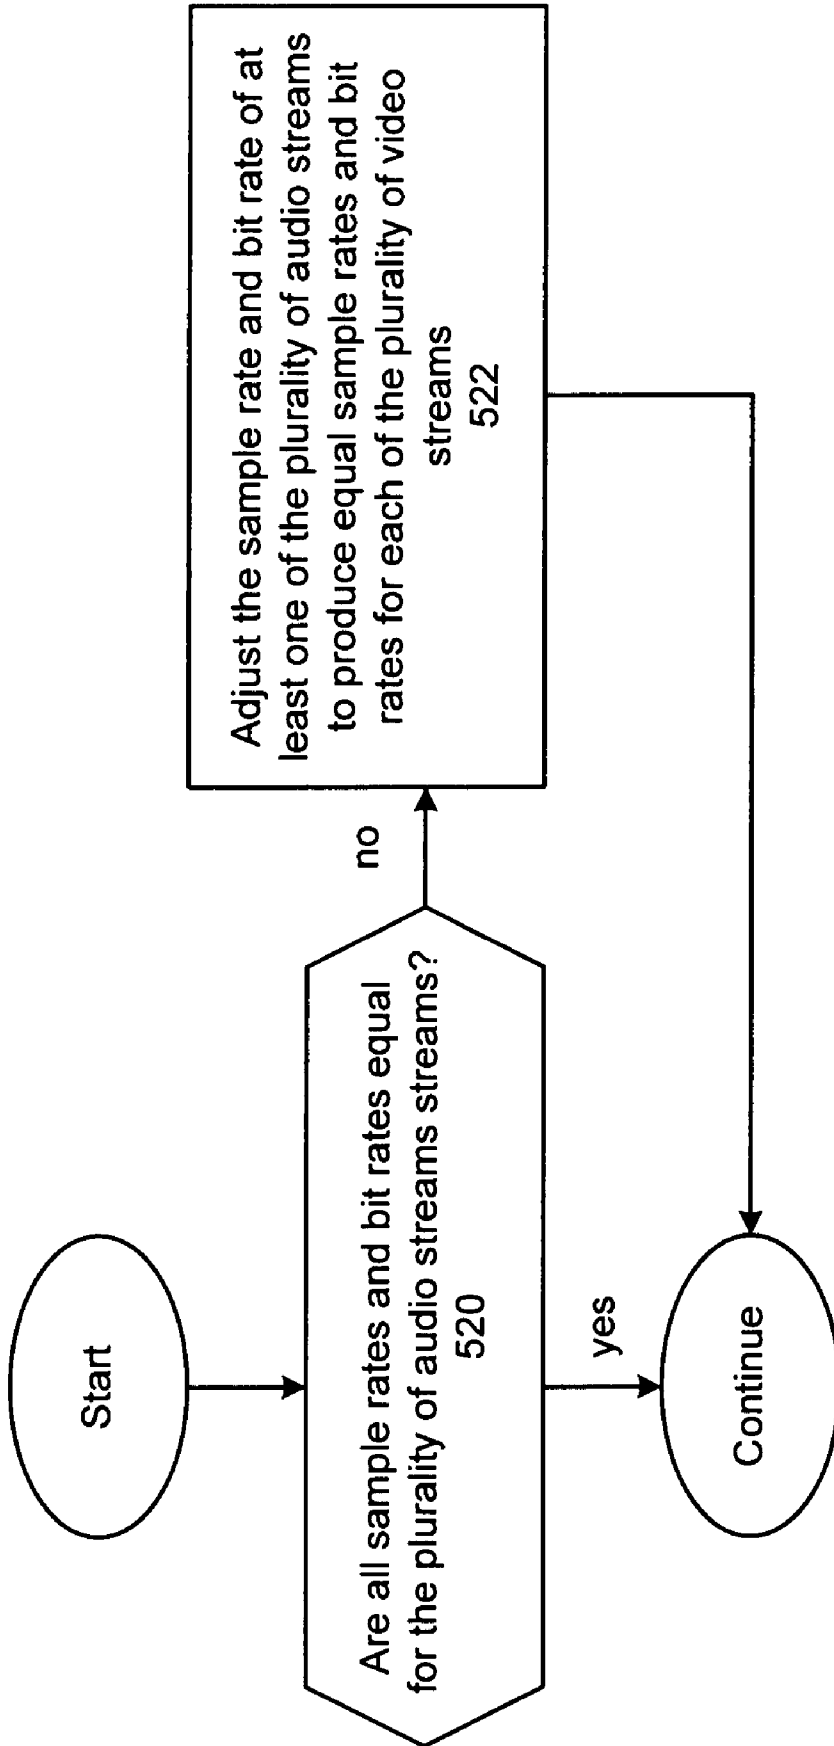 Start
Are all sample rates and bit rates equal
for the plurality of audio streams streams?
520
no
Adjust the sample rate and bit rate of at
least one of the plurality of audio streams
to produce equal sample rates and bit
rates for each of the plurality of video
streams
522
yes
Continue